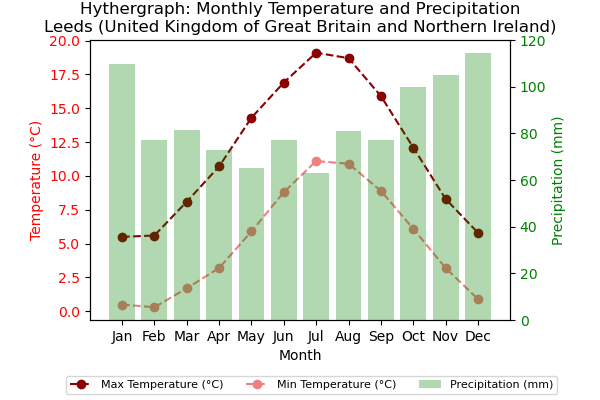 Hythergraph: Monthly Temperature and Precipitation
Leeds (United Kingdom of Great Britain and Northern Ireland)
20.0
17.5
15.0
12.5
10.0
7.5
5.0
2.5
0.0
Temperature (°C)
120
100
80
60
40
20
0
Precipitation (mm)
Jan Feb Mar Apr May Jun Jul Aug Sep Oct Nov Dec
Month
Max Temperature (°C) Min Temperature (°C) Precipitation (mm)